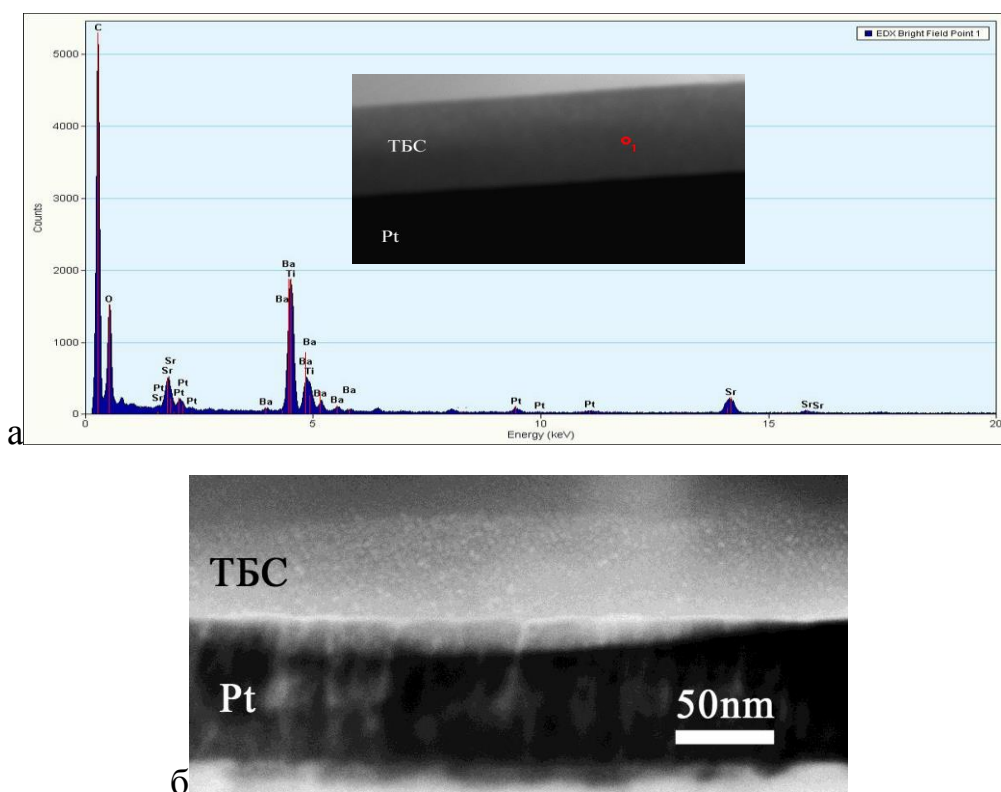 EDX Bright Field Point 1
C
5000
4000
3000
2000
1000
0
Counts
O
Pt
Sr
Sr
Sr
Pt
Pt
Pt
Ba
Ba
Ti
Ba
Ba
Ba
Ti
Ba
Ba
Ba
Pt
Pt
Pt
Sr
Sr
Sr
ТБС
1
Pt
0
5
10
15
20
Energy (keV)
а
ТБС
Pt
50nm
б